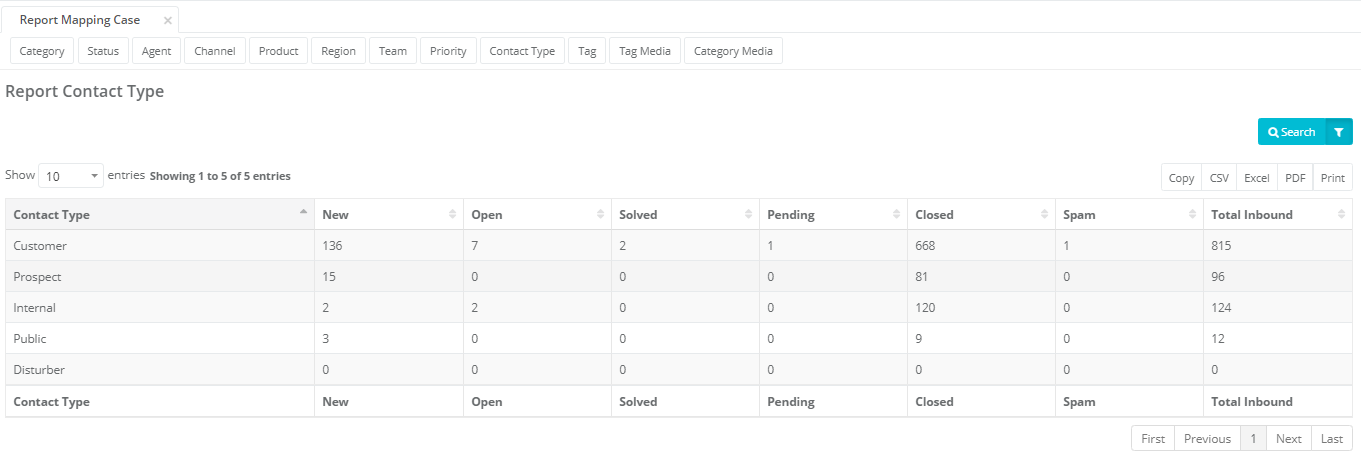 Report Mapping Case ×
Category Status Agent Channel Product Region Team Priority Contact Type Tag Tag Media Category Media
Report Contact Type
Search
Show 10 entries Showing 1 to 5 of 5 entries Copy CSV Excel PDF Print
Contact Type New Open Solved Pending Closed Spam Total Inbound
Customer 136 7 2 1 668 1 815
Prospect 15 0 0 0 81 0 96
Internal 2 2 0 0 120 0 124
Public 3 0 0 0 9 0 12
Disturber 0 0 0 0 0 0 0
Contact Type New Open Solved Pending Closed Spam Total Inbound
First Previous 1 Next Last